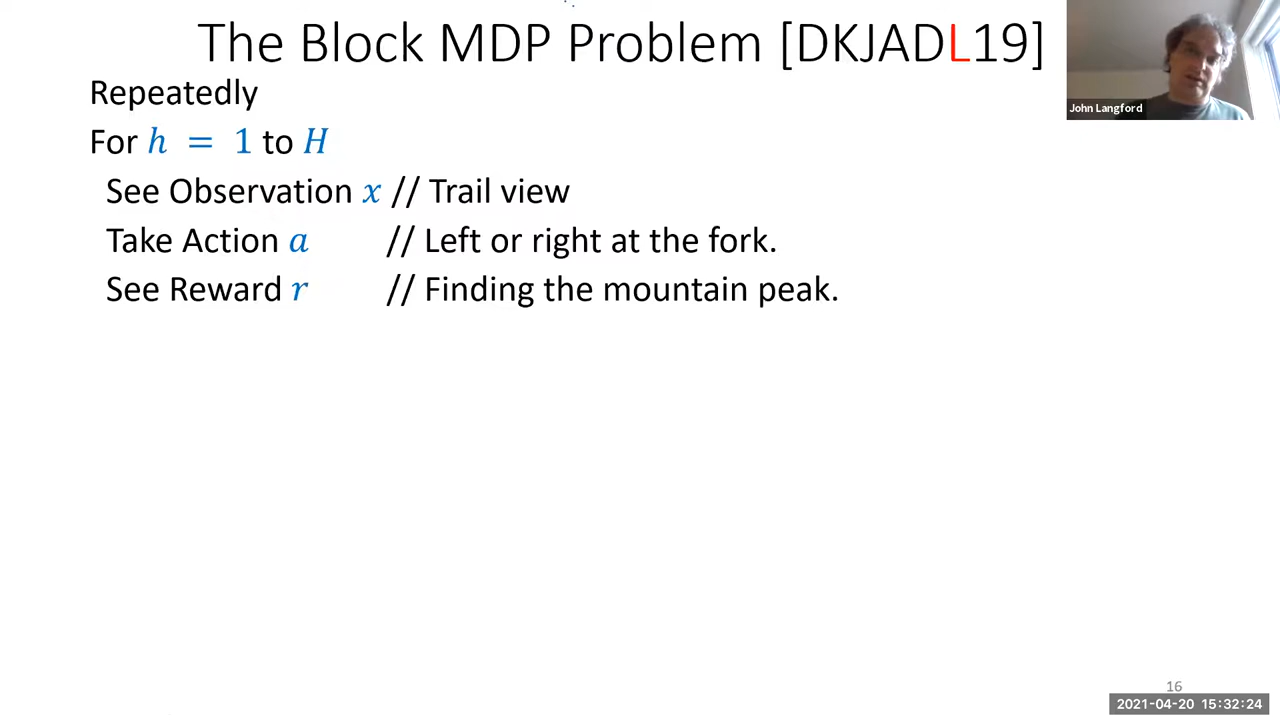 The Block MDP Problem [DKJADL19]
John Langford
Repeatedly
For h = 1 to H
See Observation x // Trail view
Take Action a // Left or right at the fork.
See Reward r // Finding the mountain peak.
16
2021-04-20 15:32:24